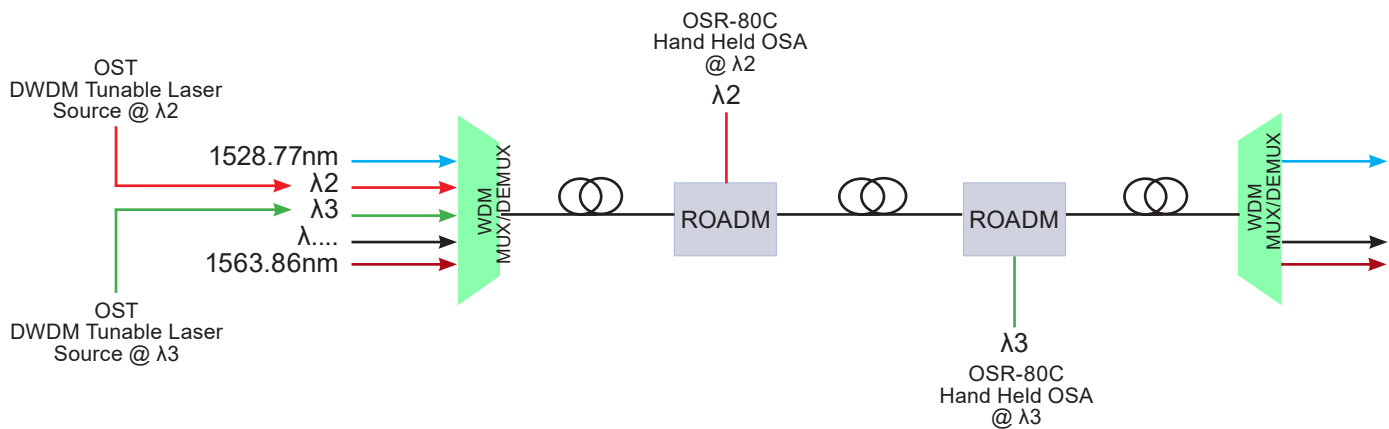 OSR-80C
Hand Held OSA
@ λ2
λ2
OST
DWDM Tunable Laser
Source @ λ2
1528.77nm
λ2
λ3
λ....
1563.86nm
OST
DWDM Tunable Laser
Source @ λ3
WDM
MUX/DEMUX
ROADM
ROADM
λ3
OSR-80C
Hand Held OSA
@ λ3
WDM
MUX/DEMUX